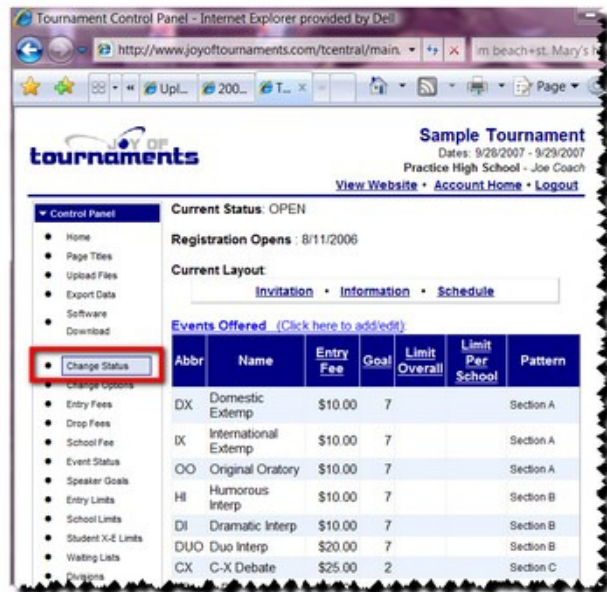 Tournament Control Panel - Internet Explorer provided by Dell
http://www.joyoftournaments.com/tcentral/main.
m beach+st. Mary's h
Upl... 200... T...
Page
JOY OF
tournaments
Sample Tournament
Dates: 9/28/2007 - 9/29/2007
Practice High School - Joe Coach
View Website • Account Home • Logout
Control Panel
Home
Page Titles
Upload Files
Export Data
Software
Download
Change Status
Change Options
Entry Fees
Drop Fees
School Fee
Event Status
Speaker Goals
Entry Limits
School Limits
Student X-E Limits
Waiting Lists
Divisions
Current Status: OPEN
Registration Opens : 8/11/2006
Current Layout:
Invitation • Information • Schedule
Events Offered (Click here to add/edit):
Abbr Name Entry Fee Goal Limit Overall Limit Per School Pattern
DX Domestic Extemp $10.00 7 Section A
IX International Extemp $10.00 7 Section A
OO Original Oratory $10.00 7 Section A
HI Humorous Interp $10.00 7 Section B
DI Dramatic Interp $10.00 7 Section B
DUO Duo Interp $20.00 7 Section B
CX C-X Debate $25.00 2 Section C